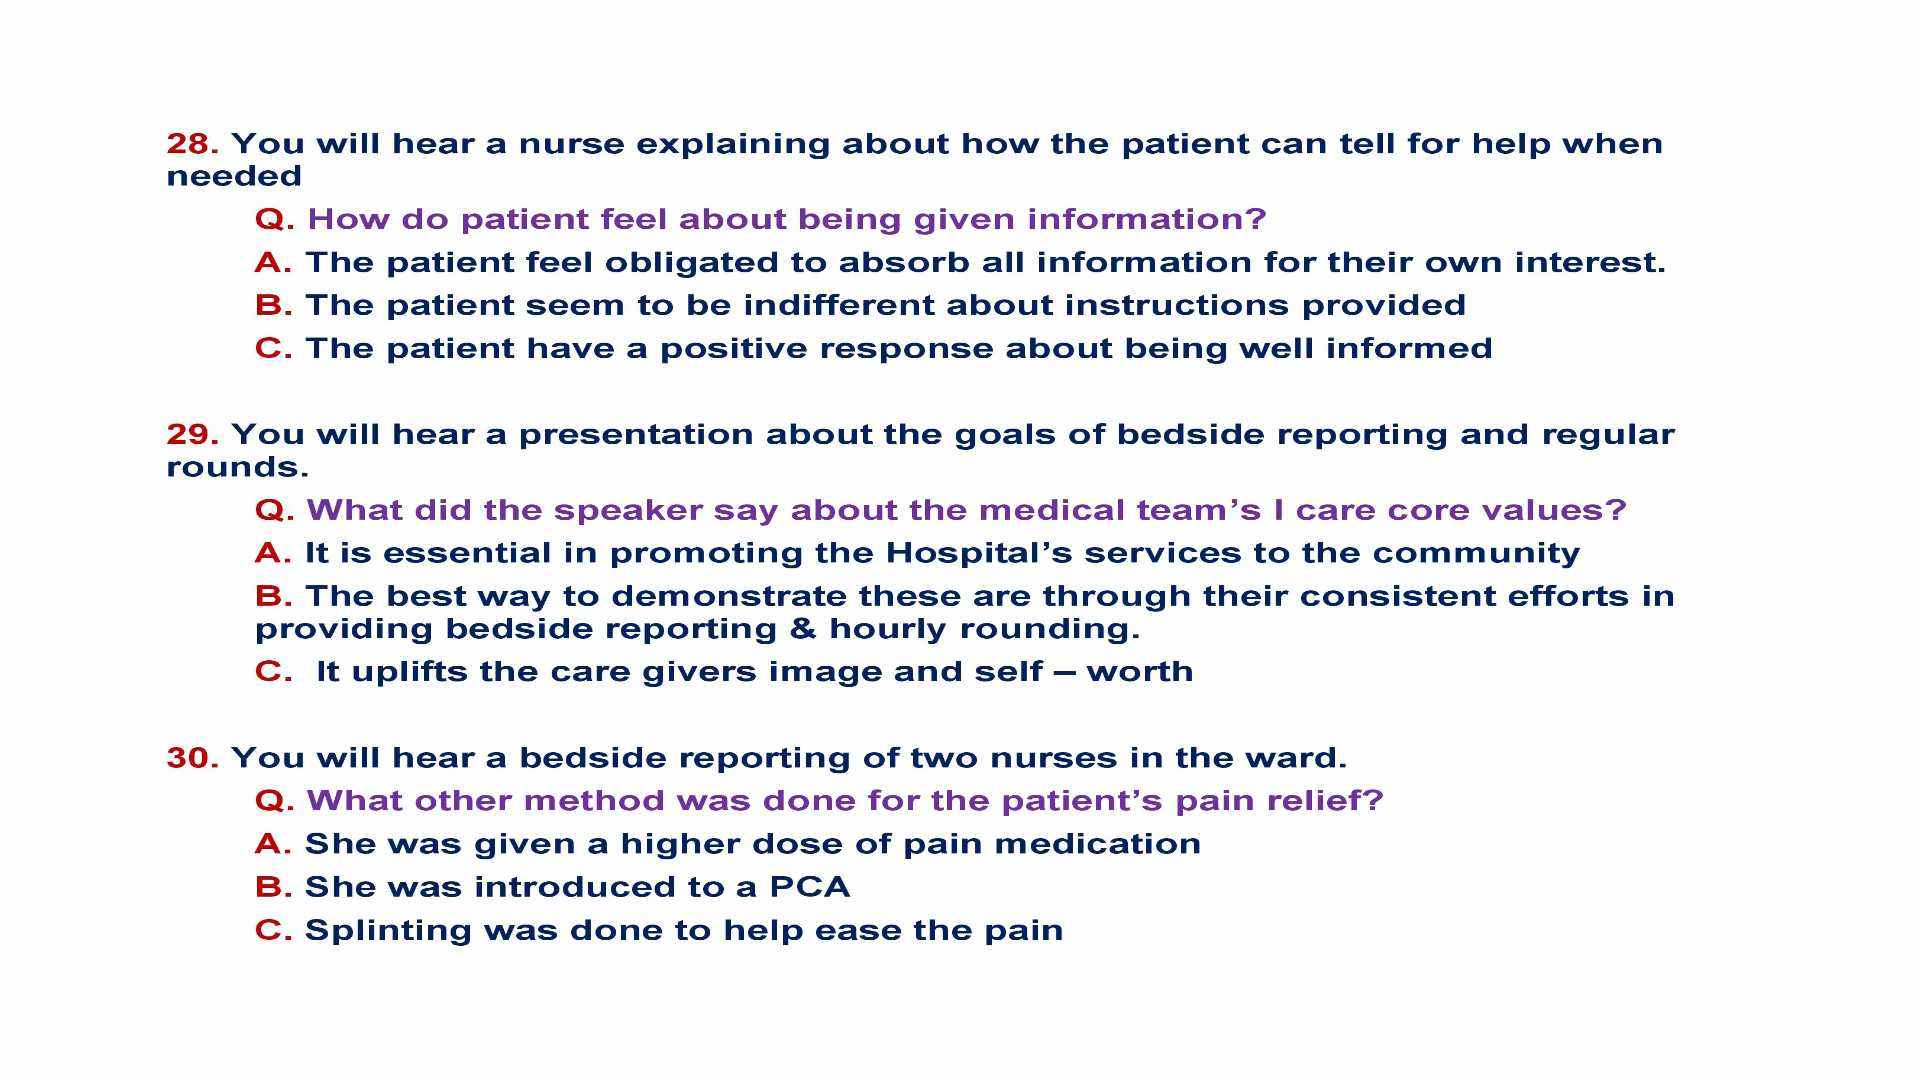 28. You will hear a nurse explaining about how the patient can tell for help when
needed
Q. How do patient feel about being given information?
A. The patient feel obligated to absorb all information for their own interest.
B. The patient seem to be indifferent about instructions provided
C. The patient have a positive response about being well informed
29. You will hear a presentation about the goals of bedside reporting and regular
rounds.
Q. What did the speaker say about the medical team’s I care core values?
A. It is essential in promoting the Hospital’s services to the community
B. The best way to demonstrate these are through their consistent efforts in
providing bedside reporting & hourly rounding.
C. It uplifts the care givers image and self – worth
30. You will hear a bedside reporting of two nurses in the ward.
Q. What other method was done for the patient’s pain relief?
A. She was given a higher dose of pain medication
B. She was introduced to a PCA
C. Splinting was done to help ease the pain